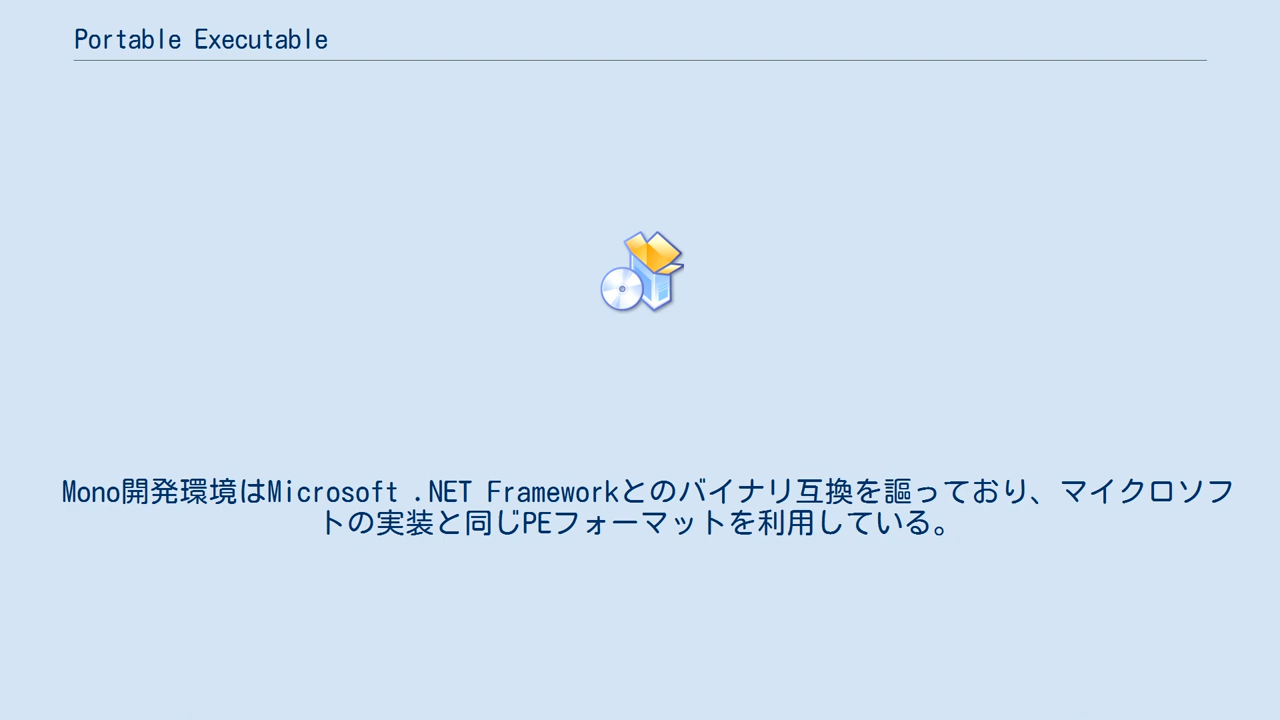 Portable Executable
Mono開発環境はMicrosoft .NET Frameworkとのバイナリ互換を謳っており、マイクロソフ
トの実装と同じPEフォーマットを利用している。